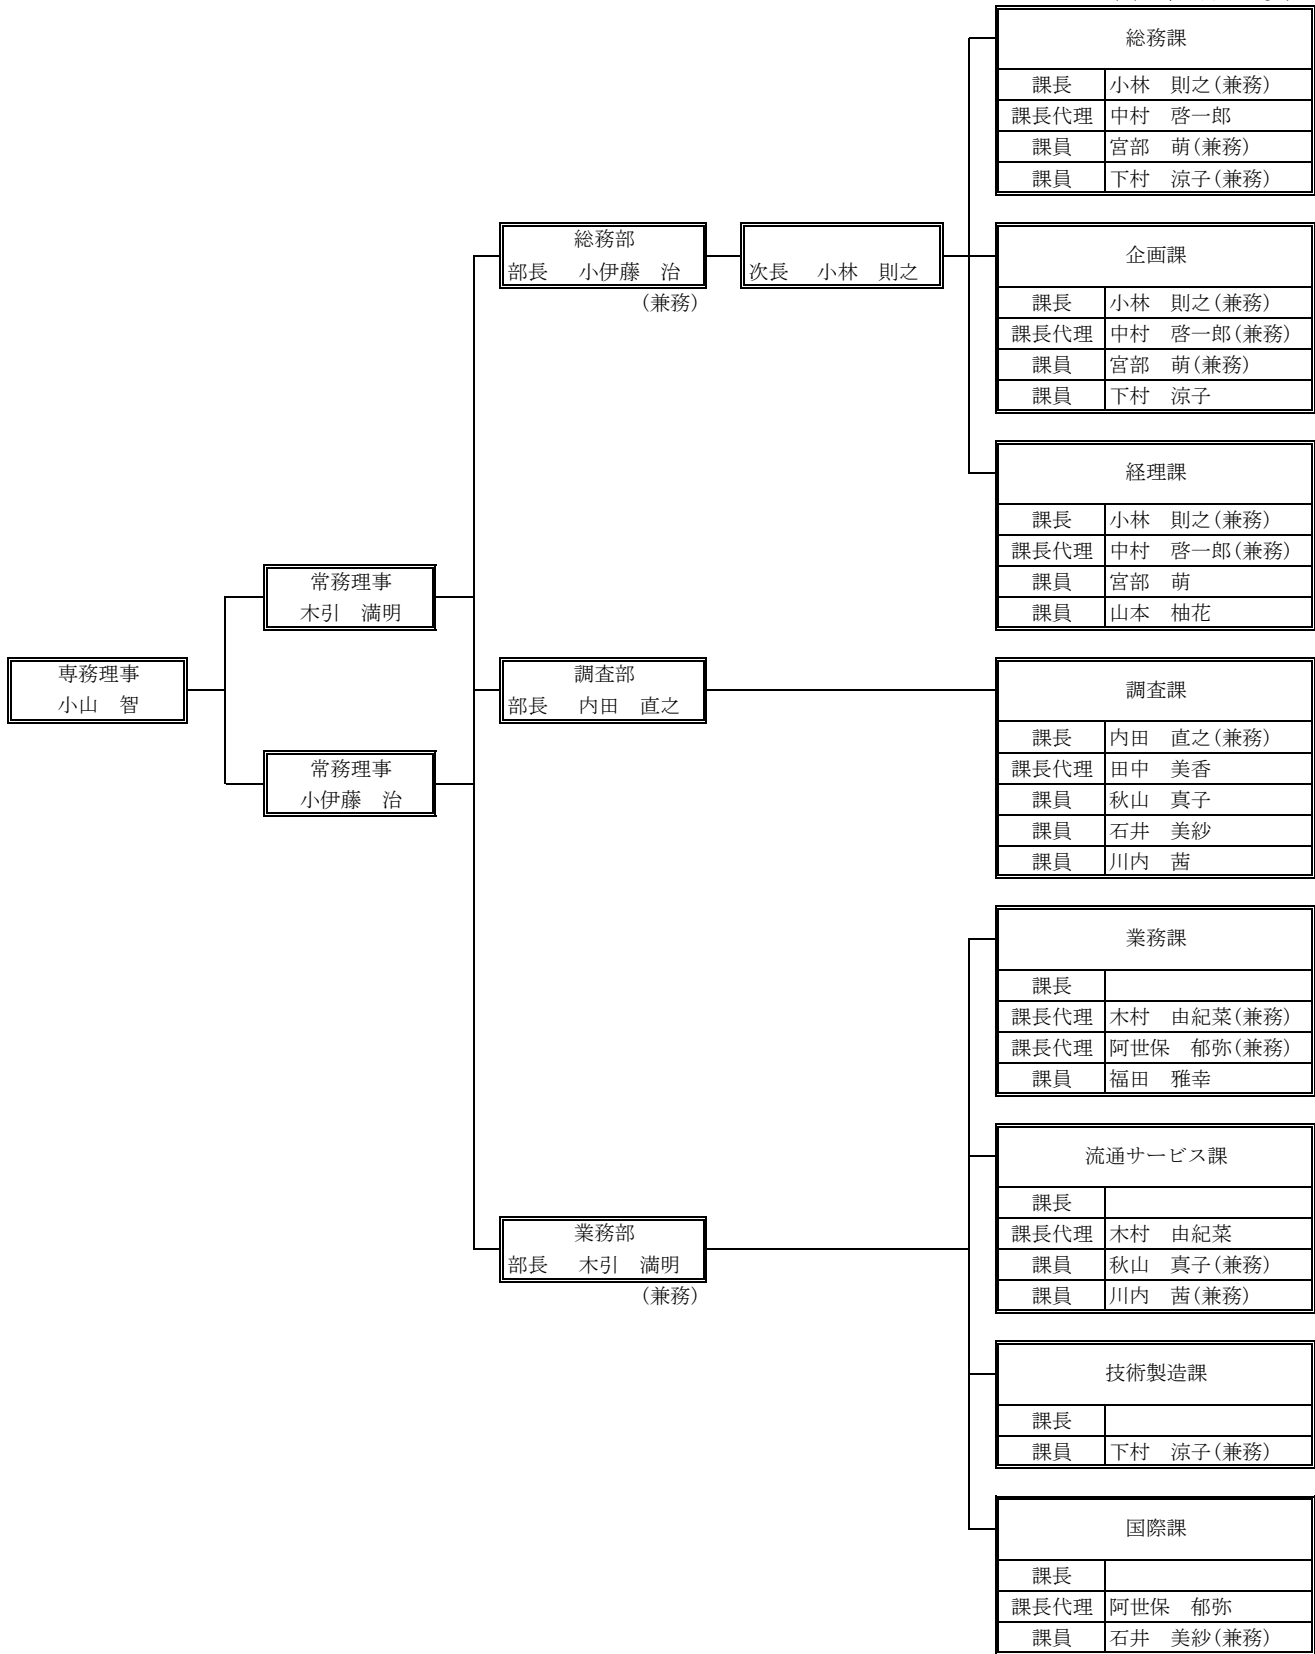 総務課
課長 小林 則之(兼務)
課長代理 中村 啓一郎
課員 宮部 萌(兼務)
課員 下村 涼子(兼務)
総務部
部長 小伊藤 治
(兼務)
次長 小林 則之
企画課
課長 小林 則之(兼務)
課長代理 中村 啓一郎(兼務)
課員 宮部 萌(兼務)
課員 下村 涼子
経理課
課長 小林 則之(兼務)
課長代理 中村 啓一郎(兼務)
課員 宮部 萌
課員 山本 柚花
常務理事
木引 満明
専務理事
小山 智
常務理事
小伊藤 治
調査部
部長 内田 直之
調査課
課長 内田 直之(兼務)
課長代理 田中 美香
課員 秋山 真子
課員 石井 美紗
課員 川内 茜
業務課
課長
課長代理 木村 由紀菜(兼務)
課長代理 阿世保 郁弥(兼務)
課員 福田 雅幸
流通サービス課
課長
課長代理 木村 由紀菜
課員 秋山 真子(兼務)
課員 川内 茜(兼務)
業務部
部長 木引 満明
(兼務)
技術製造課
課長
課員 下村 涼子(兼務)
国際課
課長
課長代理 阿世保 郁弥
課員 石井 美紗(兼務)